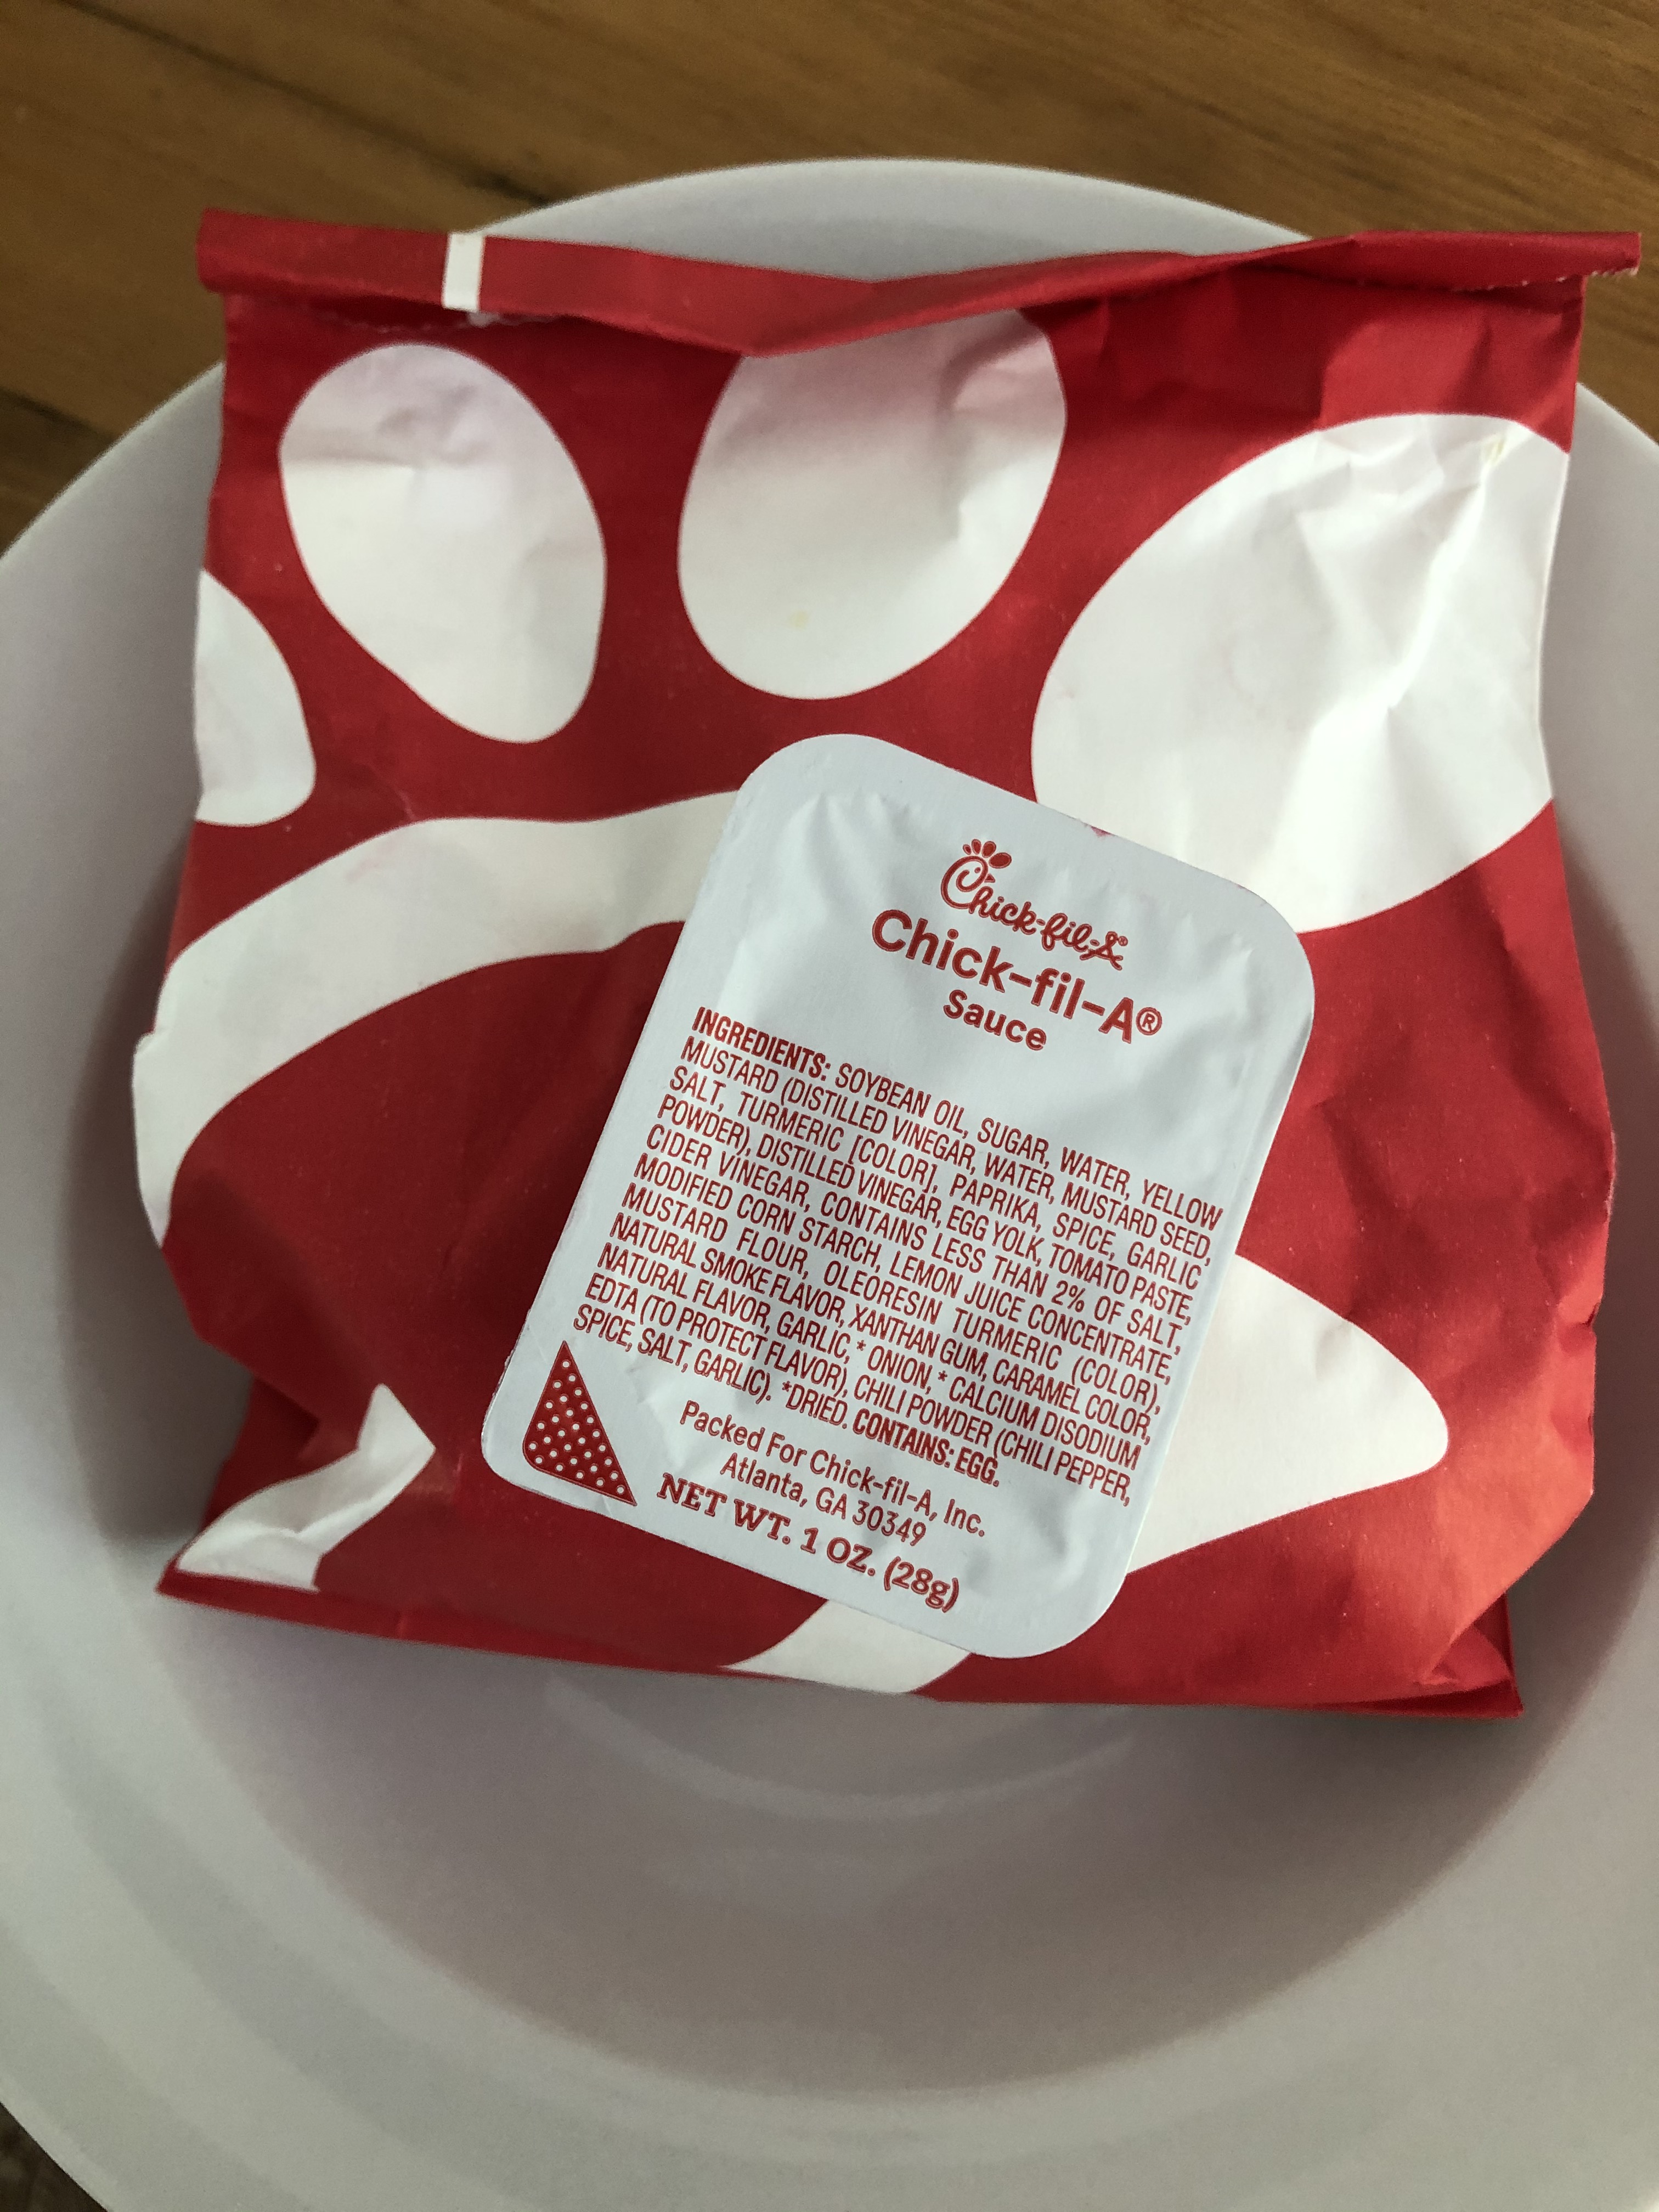 Chick-fil-A®
Chick-fil-A®
Sauce
INGREDIENTS: SOYBEAN OIL, SUGAR, WATER, YELLOW
MUSTARD (DISTILLED VINEGAR, WATER, MUSTARD SEED,
SALT, TURMERIC [COLOR], PAPRIKA, SPICE, GARLIC
POWDER), DISTILLED VINEGAR, EGG YOLK, TOMATO PASTE,
CIDER VINEGAR, CONTAINS LESS THAN 2% OF SALT,
MODIFIED CORN STARCH, LEMON JUICE CONCENTRATE,
MUSTARD FLOUR, OLEORESIN TURMERIC (COLOR),
NATURAL SMOKE FLAVOR, XANTHAN GUM, CARAMEL COLOR,
NATURAL FLAVOR, GARLIC,* ONION,* CALCIUM DISODIUM
EDTA (TO PROTECT FLAVOR), CHILI POWDER (CHILI PEPPER,
SPICE, SALT, GARLIC). *DRIED. CONTAINS: EGG.
Packed For Chick-fil-A, Inc.
Atlanta, GA 30349
NET WT. 1 OZ. (28g)